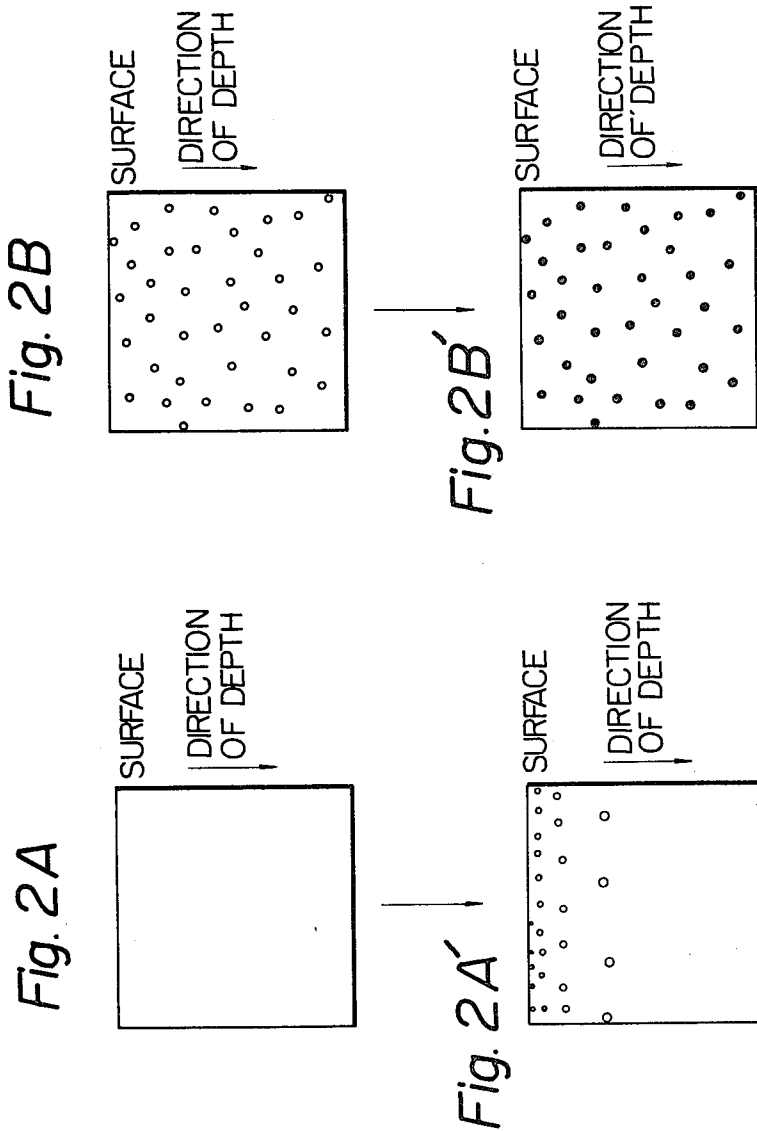 Fig. 2A
SURFACE
DIRECTION
OF DEPTH
Fig. 2A′
SURFACE
DIRECTION
OF DEPTH
Fig. 2B
SURFACE
DIRECTION
OF DEPTH
Fig. 2B′
SURFACE
DIRECTION
OF' DEPTH